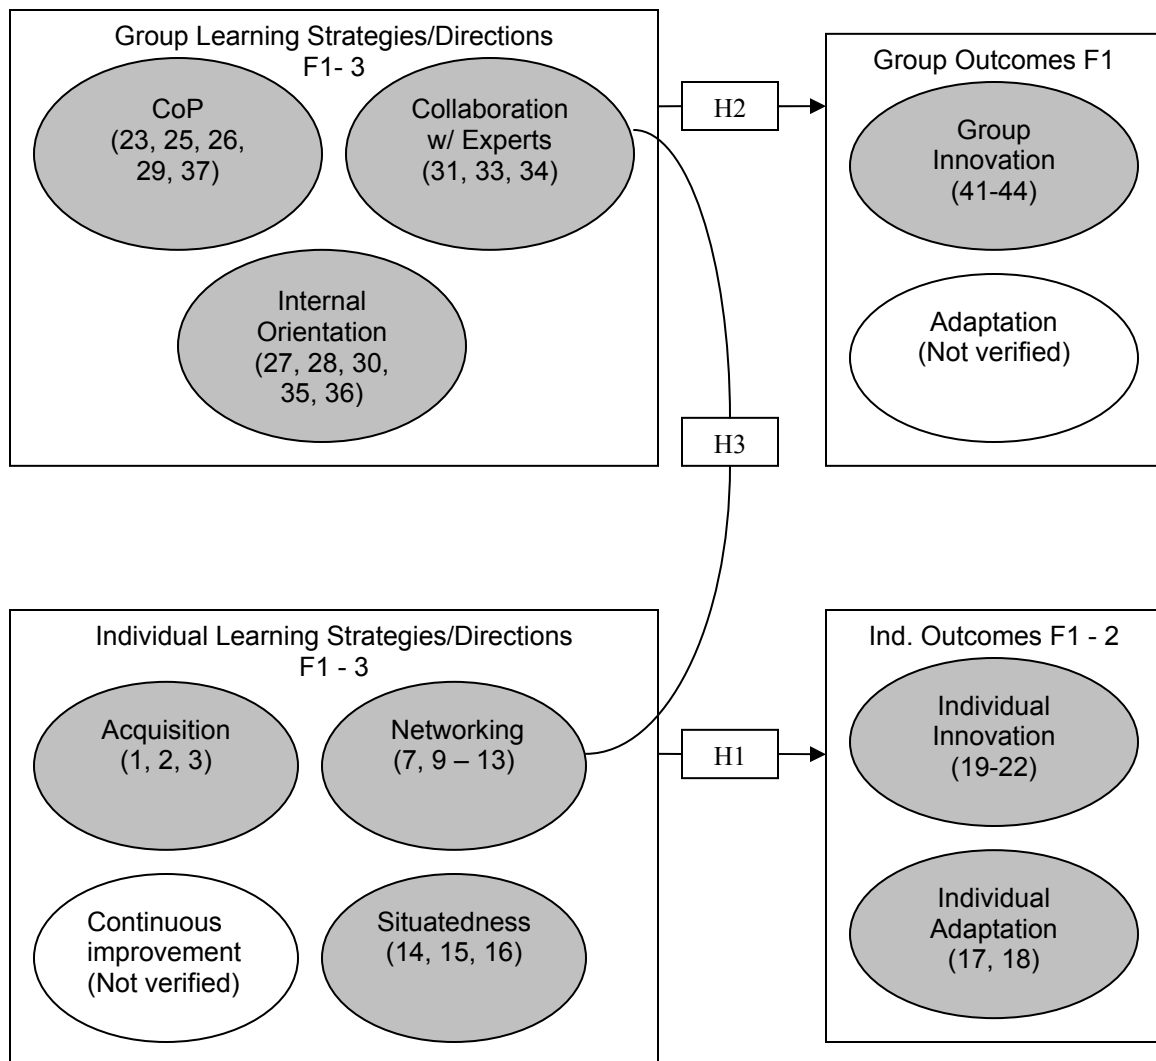 Group Learning Strategies/Directions
F1- 3
CoP
(23, 25, 26,
29, 37)
Collaboration
w/ Experts
(31, 33, 34)
Internal
Orientation
(27, 28, 30,
35, 36)
H2
Group Outcomes F1
Group
Innovation
(41-44)
Adaptation
(Not verified)
H3
Individual Learning Strategies/Directions
F1 - 3
Acquisition
(1, 2, 3)
Networking
(7, 9 – 13)
Continuous
improvement
(Not verified)
Situatedness
(14, 15, 16)
H1
Ind. Outcomes F1 - 2
Individual
Innovation
(19-22)
Individual
Adaptation
(17, 18)